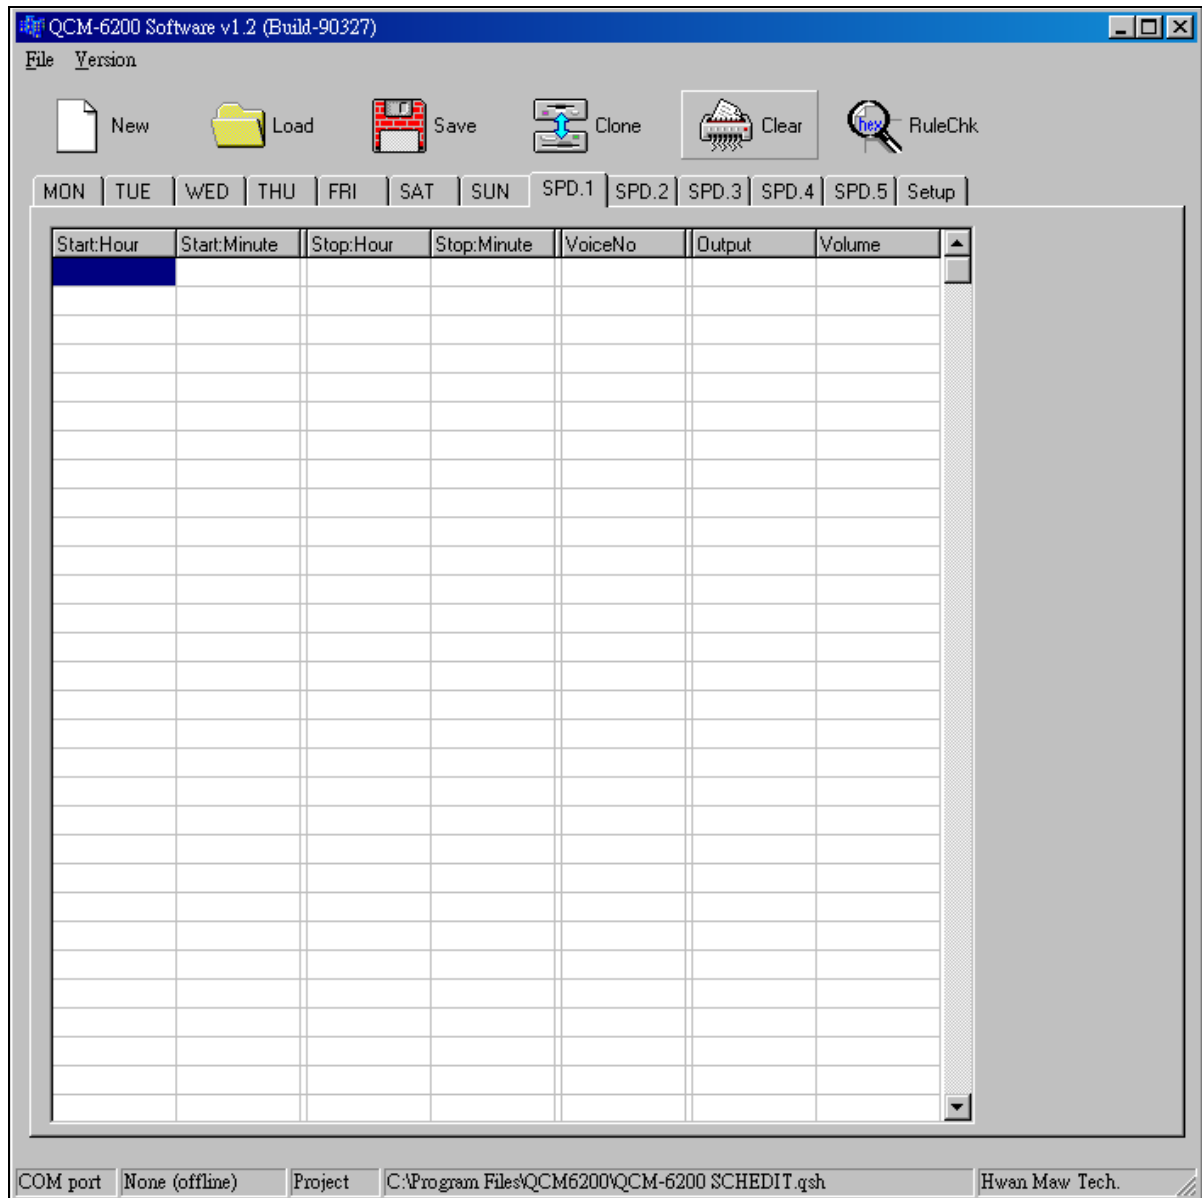 QCM-6200 Software v1.2 (Build-90327)
File Version
New Load Save Clone Clear hex RuleChk
MON TUE WED THU FRI SAT SUN SPD.1 SPD.2 SPD.3 SPD.4 SPD.5 Setup
Start:Hour Start:Minute Stop:Hour Stop:Minute VoiceNo Output Volume
COM port None (offline) Project C:\Program Files\QCM6200\QCM-6200 SCHEDIT.qsh Hwan Maw Tech.